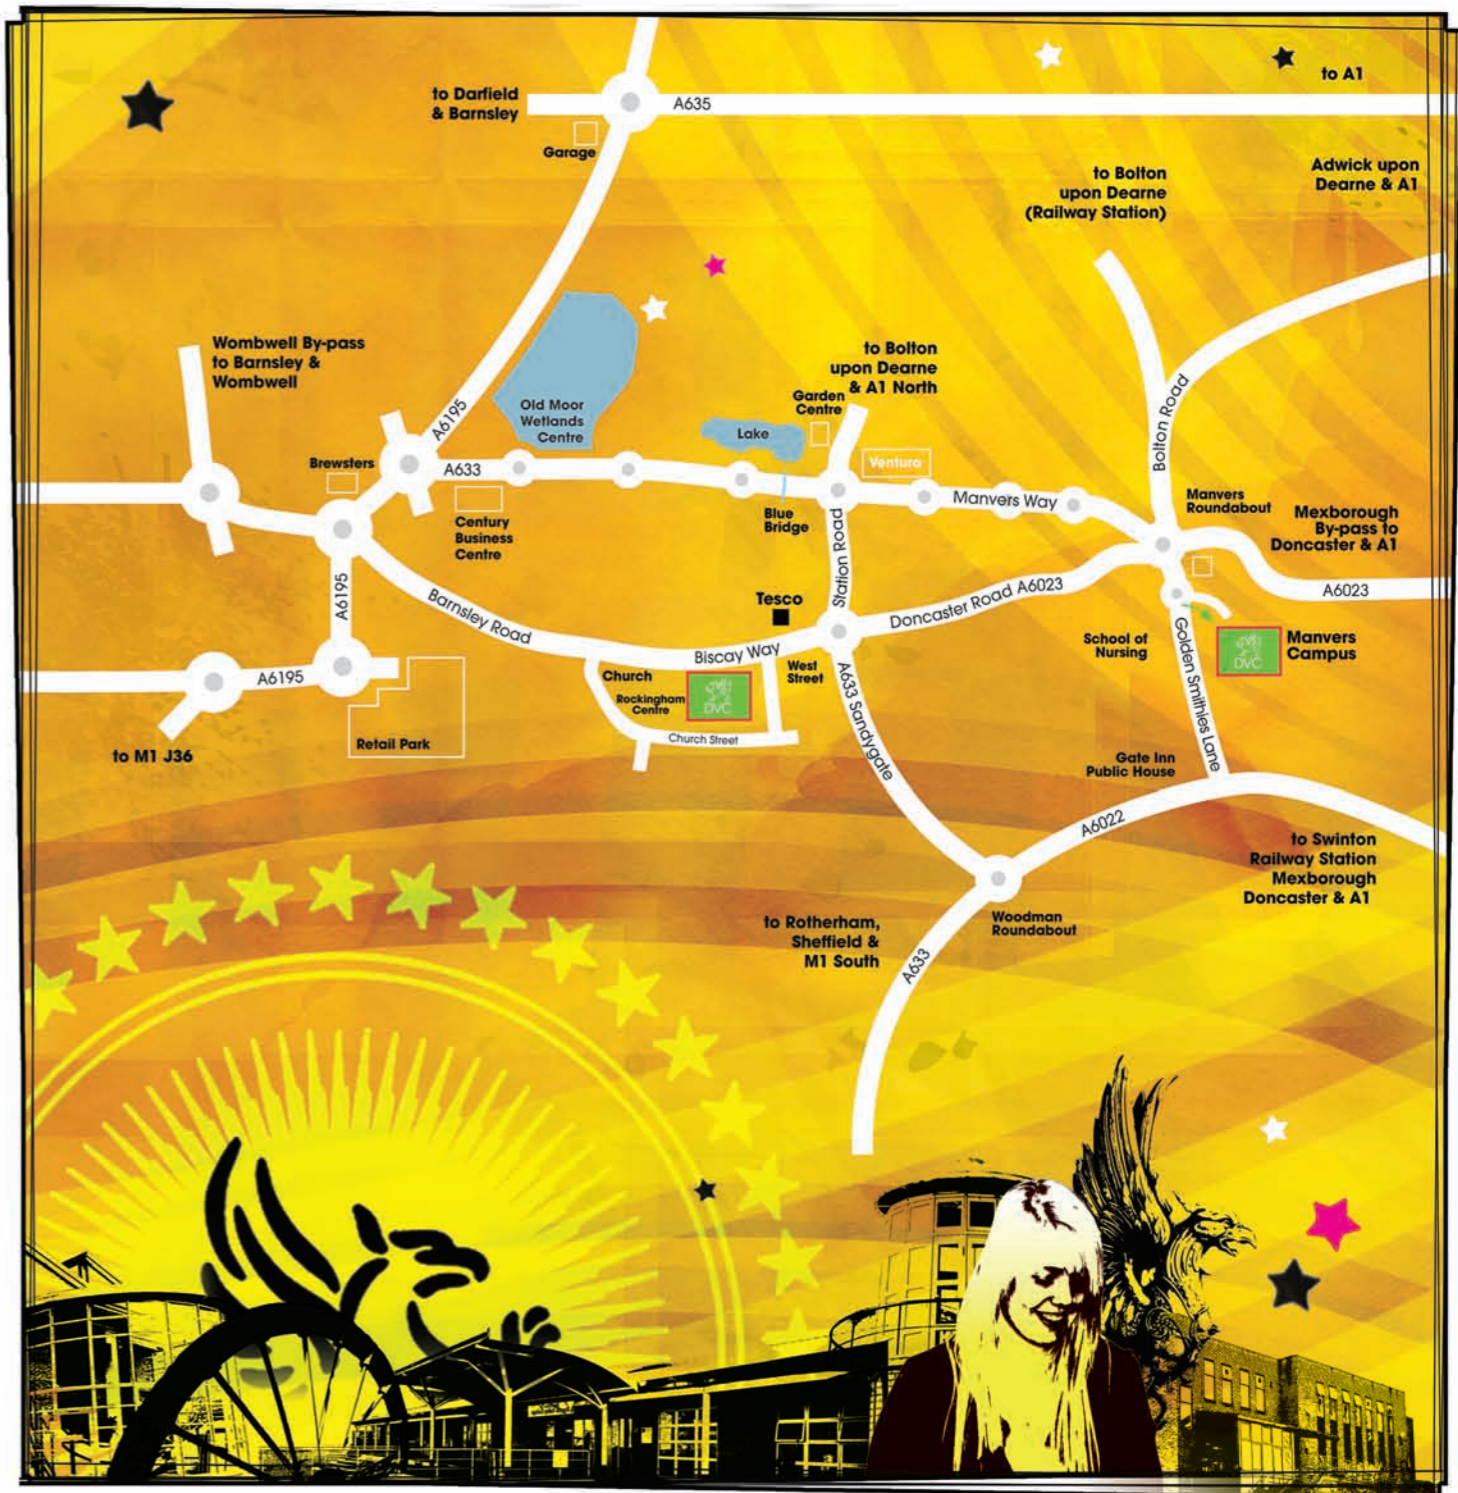 to A1
to Darfield
& Barnsley
A635
Garage
Adwick upon
Dearne & A1
to Bolton
upon Dearne
(Railway Station)
Wombwell By-pass
to Barnsley &
Wombwell
to Bolton
upon Dearne
& A1 North
Garden
Centre
Bolton Road
A6195
Old Moor
Wetlands
Centre
Lake
Brewsters
A633
Ventura
Manvers Way
Manvers
Roundabout
Century
Business
Centre
Blue
Bridge
Station Road
Mexborough
By-pass to
Doncaster & A1
A6195
Barnsley Road
Tesco
Doncaster Road A6023
A6023
School of
Nursing
Golden Smithies Lane
DVC
Manvers
Campus
Biscay Way
West
Street
Church
Rockingham
Centre
DVC
A6195
A633 Sandygate
Church Street
Retail Park
to M1 J36
Gate Inn
Public House
A6022
to Swinton
Railway Station
Mexborough
Doncaster & A1
to Rotherham,
Sheffield &
M1 South
Woodman
Roundabout
A633